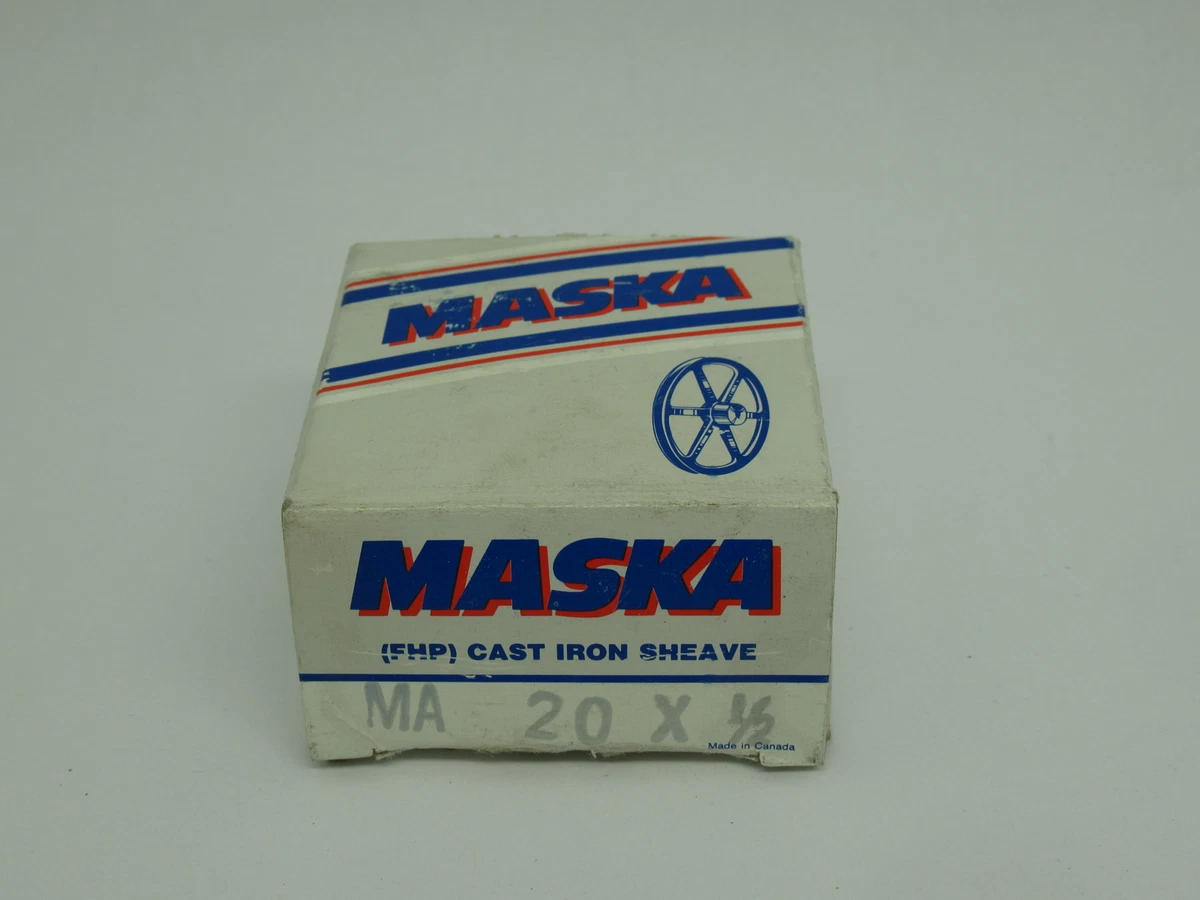 MASKA
MASKA
(FHP) CAST IRON SHEAVE
MA 20 X 1/2
Made in Canada